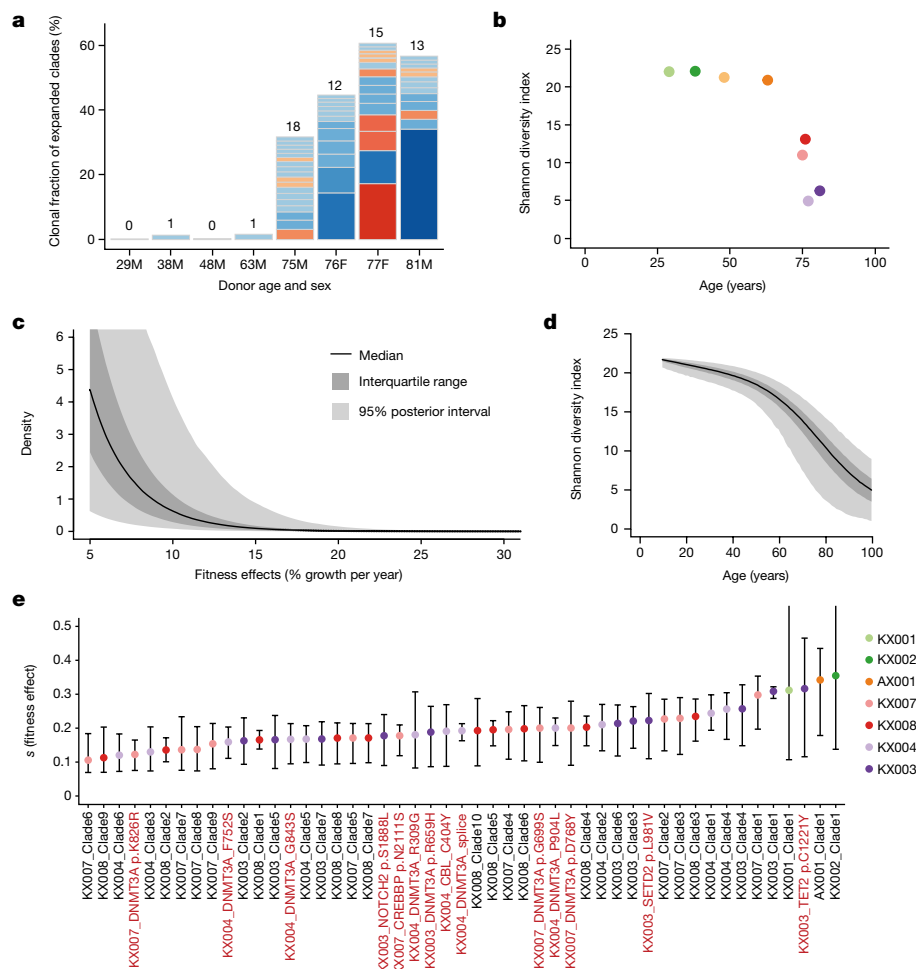 a
Clonal fraction of expanded clades (%)
60
40
20
0
0
1
0
1
18
12
15
13
29M 38M 48M 63M 75M 76F 77F 81M
Donor age and sex
b
Shannon diversity index
25
20
15
10
5
0
0 25 50 75 100
Age (years)
c
Density
6
5
4
3
2
1
0
5 10 15 20 25 30
Fitness effects (% growth per year)
Median
Interquartile range
95% posterior interval
d
Shannon diversity index
25
20
15
10
5
0
0 20 40 60 80 100
Age (years)
e
s (fitness effect)
0.5
0.4
0.3
0.2
0.1
0
KX007_Clade6
KX008_Clade9
KX004_Clade6
KX007_DNMT3A p.K826R
KX004_Clade3
KX008_Clade2
KX007_Clade7
KX007_Clade8
KX007_Clade9
KX004_DNMT3A_F752S
KX003_Clade2
KX008_Clade1
KX003_Clade5
KX004_DNMT3A_G843S
KX004_Clade5
KX003_Clade7
KX008_Clade8
KX007_Clade5
KX008_Clade7
KX003_NOTCH2 p.S1888L
KX007_CREBBP p.N2111S
KX004_DNMT3A_R309G
KX003_DNMT3A p.R659H
KX004_CBL_C404Y
KX004_DNMT3A_splice
KX008_Clade10
KX008_Clade5
KX007_Clade4
KX008_Clade6
KX007_DNMT3A p.G699S
KX004_DNMT3A_P904L
KX007_DNMT3A p.D768Y
KX008_Clade4
KX004_Clade2
KX003_Clade6
KX003_Clade3
KX003_SETD2 p.L981V
KX007_Clade2
KX007_Clade3
KX008_Clade3
KX004_Clade1
KX004_Clade4
KX003_Clade4
KX007_Clade1
KX003_Clade1
KX001_Clade1
KX003_TET2 p.C1221Y
AX001_Clade1
KX002_Clade1
KX001
KX002
AX001
KX007
KX008
KX004
KX003